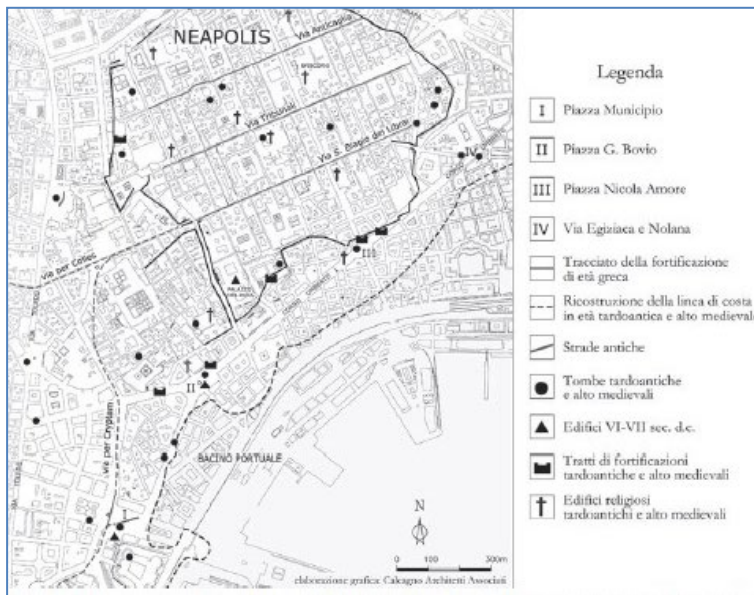 NEAPOLIS
Via Anticaglia
Via Tribunali
Via S. Biagio dei Librai
IV
III
Via per Colles
II
Via per Cryptam
BACINO PORTUALE
I
N
0 100 300m
elaborazione grafica: Calcagno Architetti Associati
Legenda
I Piazza Municipio
II Piazza G. Bovio
III Piazza Nicola Amore
IV Via Egiziaca e Nolana
Tracciato della fortificazione
di età greca
Ricostruzione della linea di costa
in età tardoantica e alto medievale
Strade antiche
Tombe tardoantiche
e alto medievali
Edifici VI-VII sec. d.c.
Tratti di fortificazioni
tardoantiche e alto medievali
Edifici religiosi
tardoantichi e alto medievali